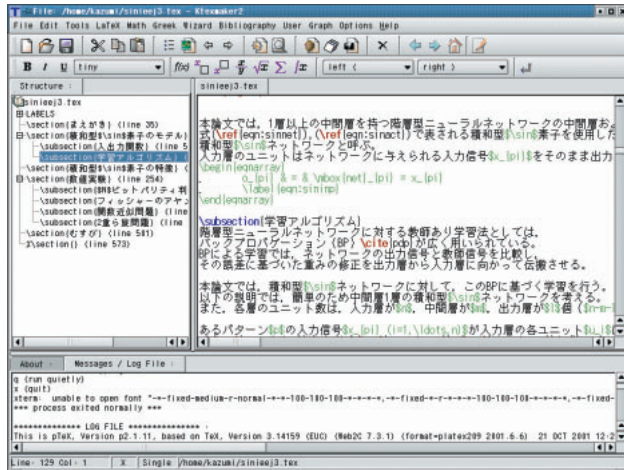 File: /home/kazumi/sinieej3.tex - Ktexmaker2
File Edit Tools LaTeX Math Greek Wizard Bibliography User Graph Options Help
B I U tiny f(x) left ( right )
Structure sinieej3.tex
sinieej3.tex
LABELS
\section{まえがき} (line 35)
\section{積和型$\sin$素子のモデル}
\subsection{入出力関数} (line 5
\subsection{学習アルゴリズム} (
\section{積和型$\sin$素子の特徴} (
\section{数値実験} (line 254)
\subsection{$N$ビットパリティ判
\subsection{フィッシャーのアヤメ
\subsection{関数近似問題} (line
\subsection{2重ら旋問題} (line
\section{むすび} (line 501)
\section{} (line 573)
本論文では，1層以上の中間層を持つ階層型ニューラルネットワークの中間層お
式(\ref{eqn:sinnet}),(\ref{eqn:sinact})で表される積和型$\sin$素子を使用した
積和型$\sin$ネットワークと呼ぶ．
入力層のユニットはネットワークに与えられる入力信号$x_{pi}$をそのまま出力
\begin{eqnarray}
o_{pi} & = & \mbox{net}_{pi} = x_{pi}
\label{eqn:sininp}
\end{eqnarray}
\subsection{学習アルゴリズム}
階層型ニューラルネットワークに対する教師あり学習法としては，
バックプロパゲーション (BP) \cite{pdp}が広く用いられている．
BPによる学習では，ネットワークの出力信号と教師信号を比較し，
その誤差に基づいた重みの修正を出力層から入力層に向かって伝搬させる．
本論文では，積和型$\sin$ネットワークに対して，このBPに基づく学習を行う．
以下の説明では，簡単のため中間層1層の積和型$\sin$ネットワークを考える．
また，各層のユニット数は，入力層が$n$，中間層が$m$，出力層が$l$個 ($n-m-l
あるパターン$p$の入力信号$x_{pi} (i=1,\ldots,n)$が入力層の各ユニット$u_i$
About Messages / Log File
q (run quietly)
x (quit)
xterm: unable to open font "-*-fixed-medium-r-normal-*-*-100-100-100-*-*-*-*,-*-fixed-*-r-*-*-*-100-100-100-*-*-*-*,-*-fixed-
*** process exited normally ***
*************** LOG FILE ***************
This is pTeX, Version p2.1.11, based on TeX, Version 3.14159 (EUC) (Web2C 7.3.1) (format=platex209 2001.6.6) 21 OCT 2001 12:2
Line: 129 Col: 1 X Single /home/kazumi/sinieej3.tex